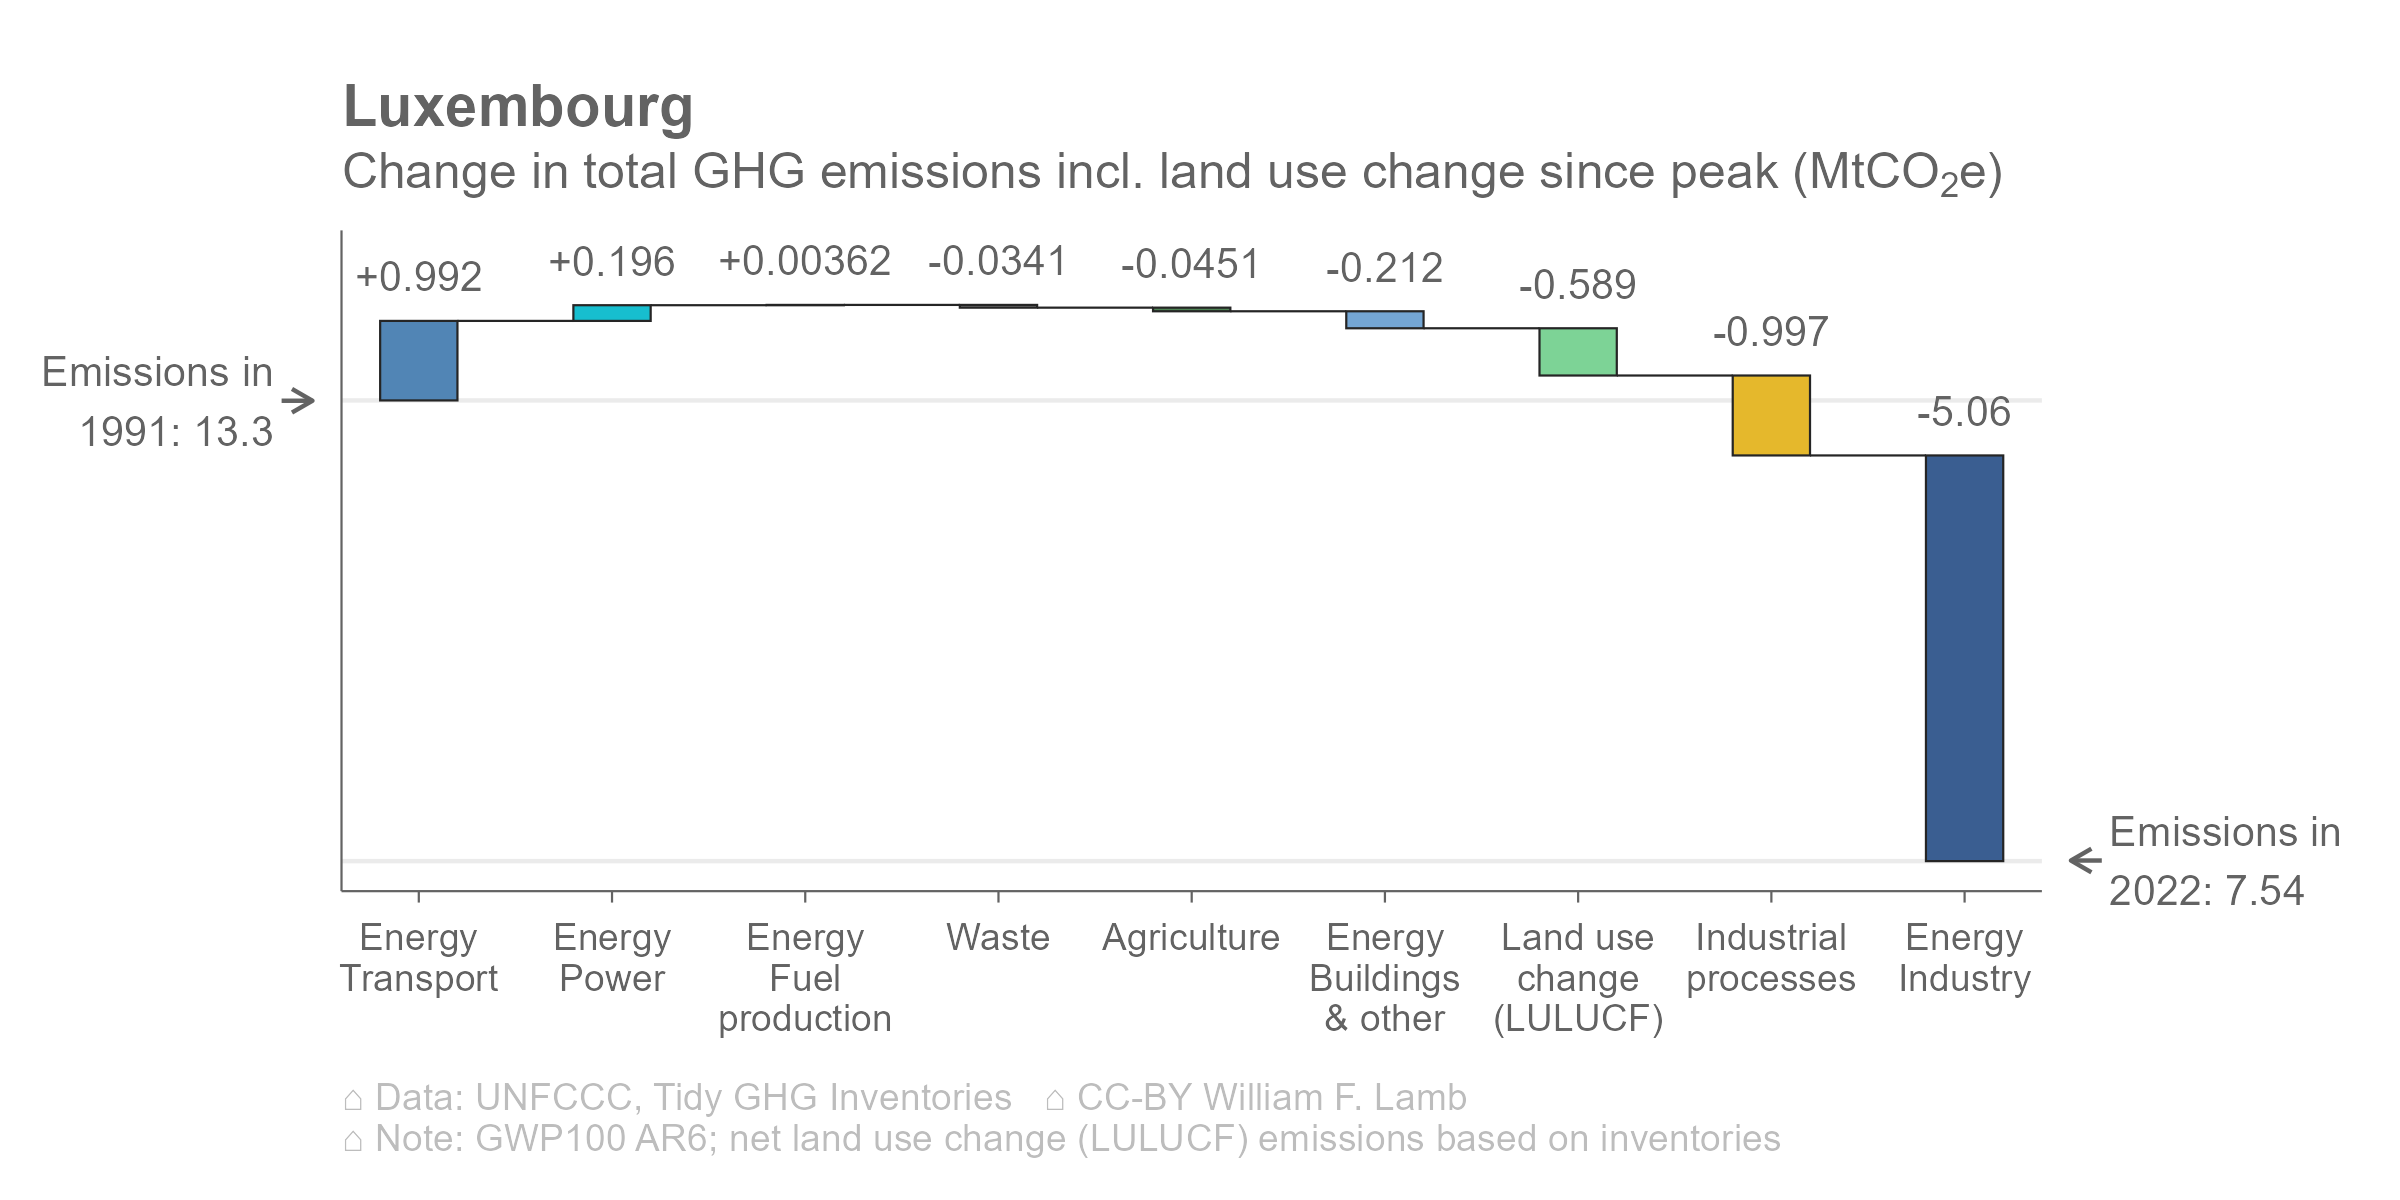 Luxembourg
Change in total GHG emissions incl. land use change since peak (MtCO₂e)
+0.992
+0.196
+0.00362
-0.0341
-0.0451
-0.212
-0.589
-0.997
-5.06
Emissions in
1991: 13.3
Emissions in
2022: 7.54
Energy
Transport
Energy
Power
Energy
Fuel
production
Waste
Agriculture
Energy
Buildings
& other
Land use
change
(LULUCF)
Industrial
processes
Energy
Industry
⌂ Data: UNFCCC, Tidy GHG Inventories ⌂ CC-BY William F. Lamb
⌂ Note: GWP100 AR6; net land use change (LULUCF) emissions based on inventories